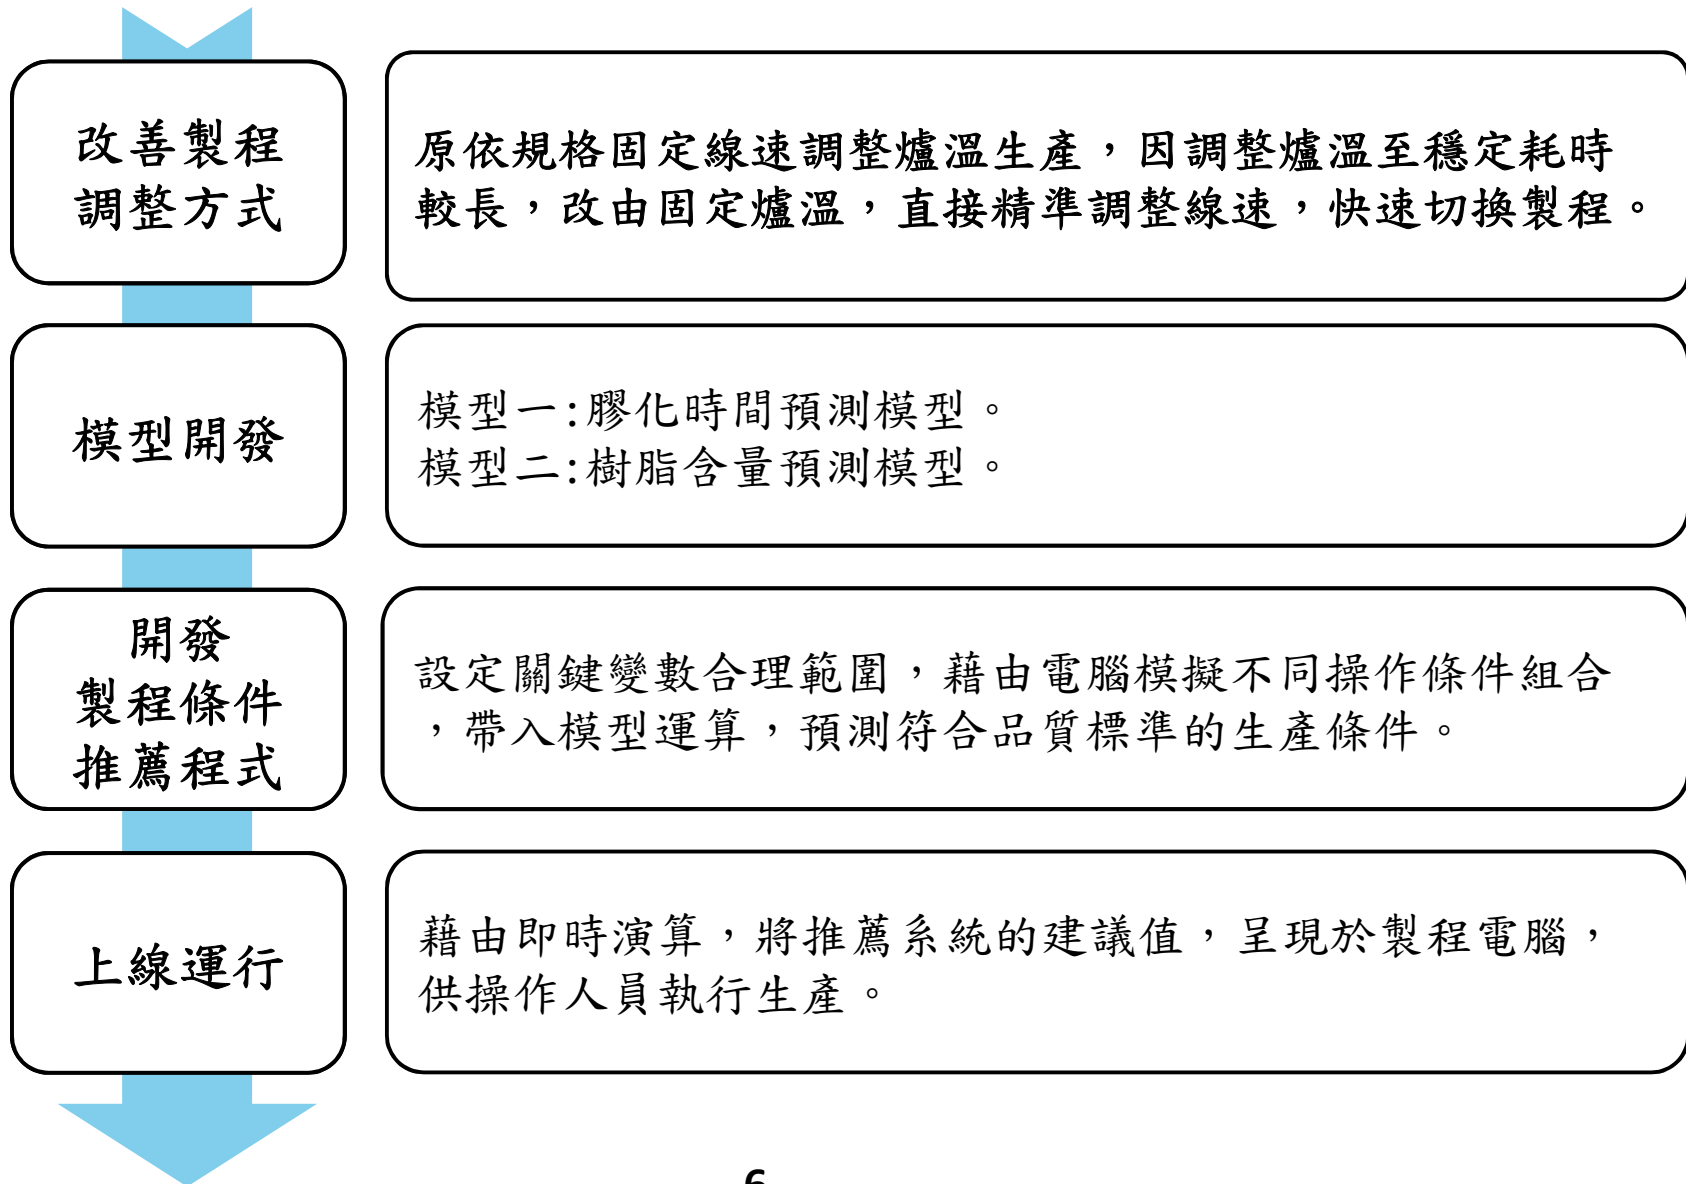 改善製程
調整方式
原依規格固定線速調整爐溫生產，因調整爐溫至穩定耗時
較長，改由固定爐溫，直接精準調整線速，快速切換製程。
模型開發
模型一:膠化時間預測模型。
模型二:樹脂含量預測模型。
開發
製程條件
推薦程式
設定關鍵變數合理範圍，藉由電腦模擬不同操作條件組合
，帶入模型運算，預測符合品質標準的生產條件。
上線運行
藉由即時演算，將推薦系統的建議值，呈現於製程電腦，
供操作人員執行生產。
6